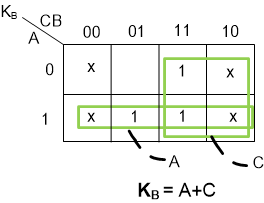 KB CB
A 00 01 11 10
0 x 1 x
1 x 1 1 x
A C
KB = A+C